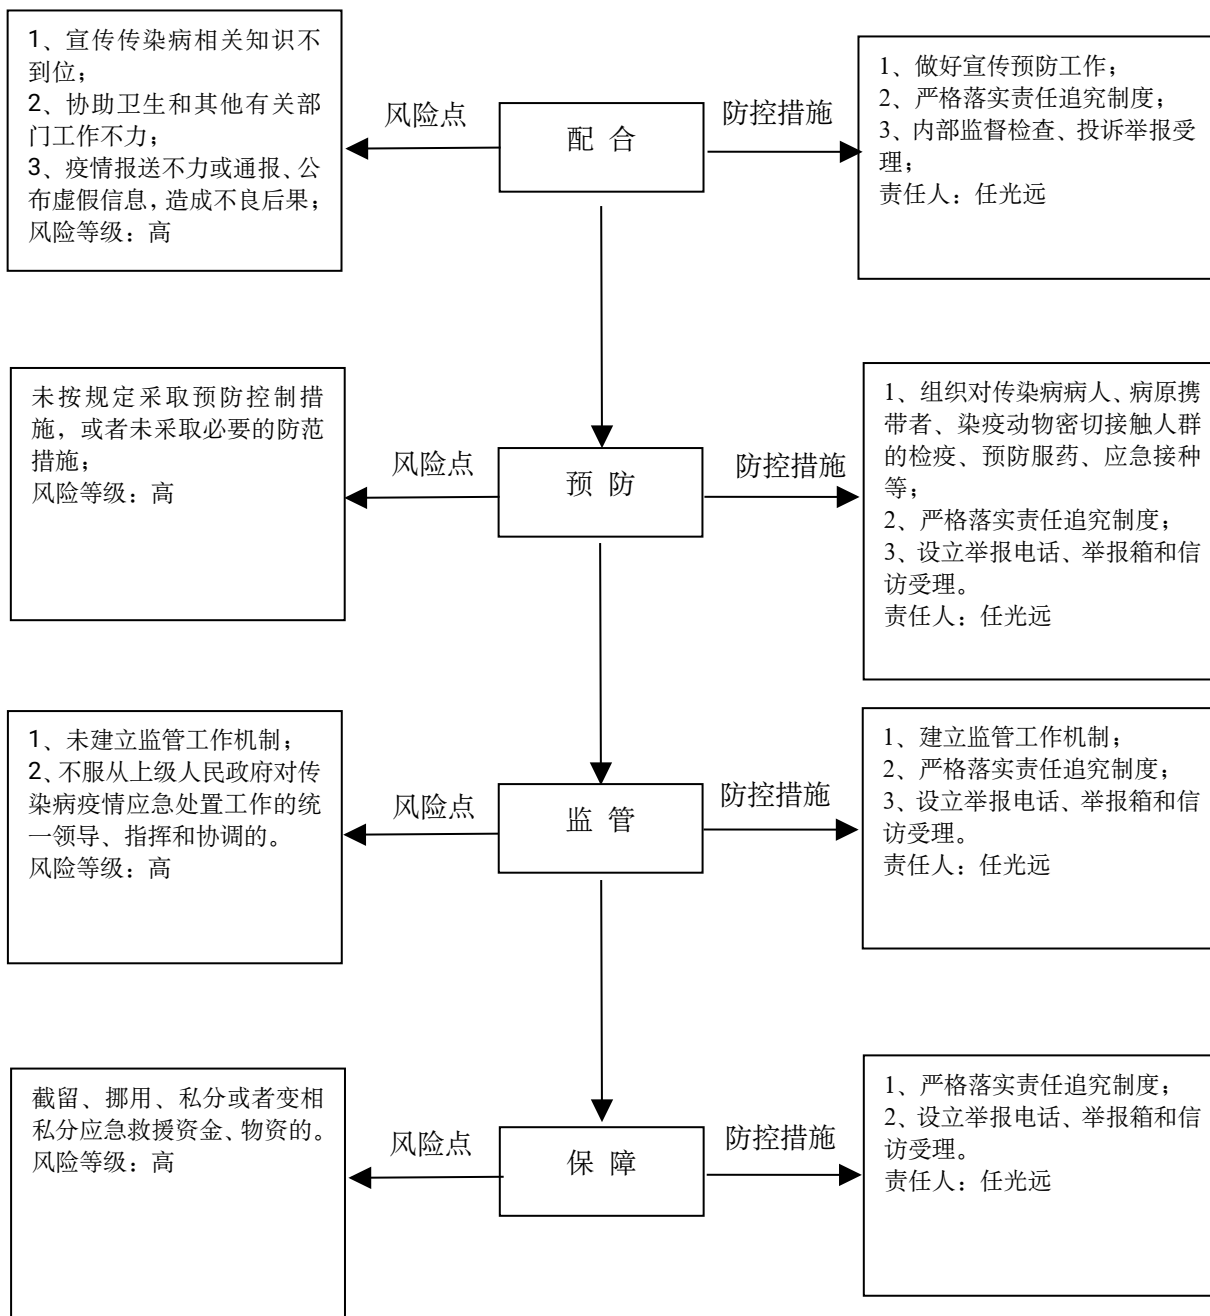 1、宣传传染病相关知识不
到位；
2、协助卫生和其他有关部
门工作不力；
3、疫情报送不力或通报、公
布虚假信息，造成不良后果；
风险等级：高
风险点
配 合
防控措施
1、做好宣传预防工作；
2、严格落实责任追究制度；
3、内部监督检查、投诉举报受
理；
责任人：任光远
未按规定采取预防控制措
施，或者未采取必要的防范
措施；
风险等级：高
风险点
预 防
防控措施
1、组织对传染病病人、病原携
带者、染疫动物密切接触人群
的检疫、预防服药、应急接种
等；
2、严格落实责任追究制度；
3、设立举报电话、举报箱和信
访受理。
责任人：任光远
1、未建立监管工作机制；
2、不服从上级人民政府对传
染病疫情应急处置工作的统
一领导、指挥和协调的。
风险等级：高
风险点
监 管
防控措施
1、建立监管工作机制；
2、严格落实责任追究制度；
3、设立举报电话、举报箱和信
访受理。
责任人：任光远
截留、挪用、私分或者变相
私分应急救援资金、物资的。
风险等级：高
风险点
保 障
防控措施
1、严格落实责任追究制度；
2、设立举报电话、举报箱和信
访受理。
责任人：任光远